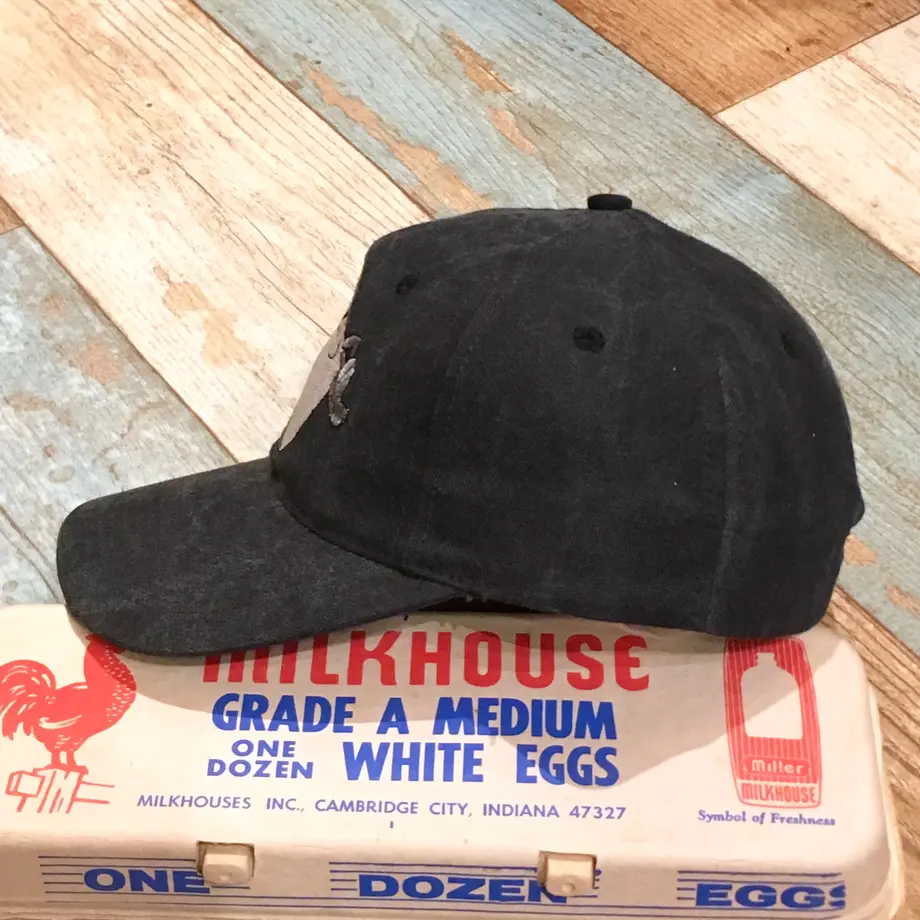 MILKHOUSE
GRADE A MEDIUM
ONE DOZEN WHITE EGGS
MILKHOUSES INC., CAMBRIDGE CITY, INDIANA 47327
Miller
MILKHOUSE
Symbol of Freshness
ONE DOZEN EGGS